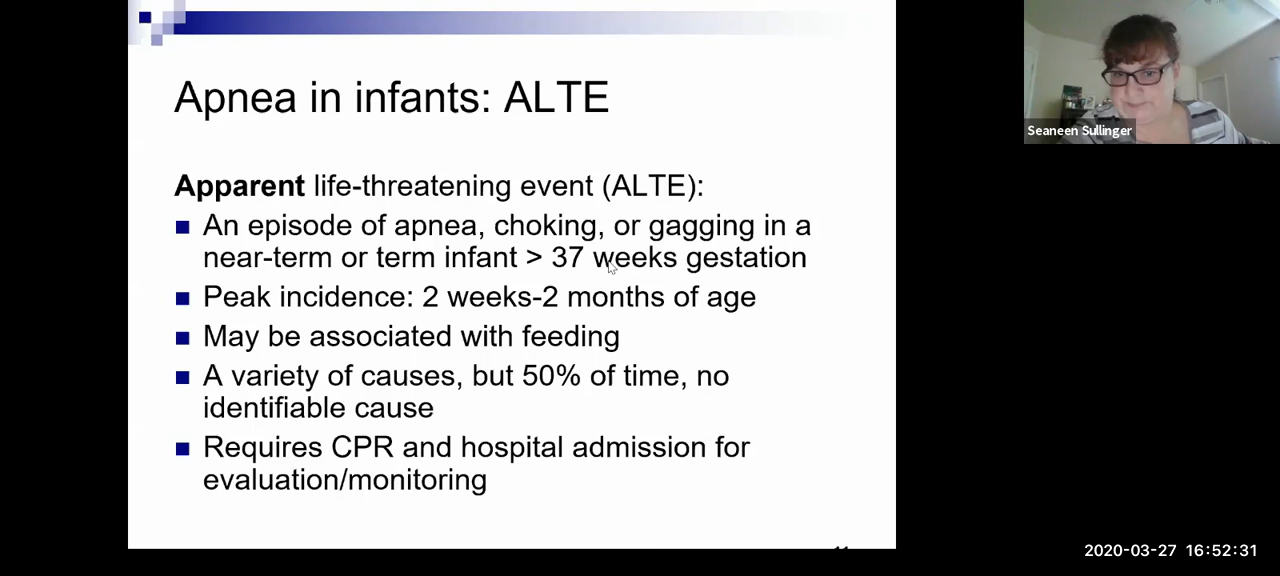 Apnea in infants: ALTE
Apparent life-threatening event (ALTE):
An episode of apnea, choking, or gagging in a
near-term or term infant > 37 weeks gestation
Peak incidence: 2 weeks-2 months of age
May be associated with feeding
A variety of causes, but 50% of time, no
identifiable cause
Requires CPR and hospital admission for
evaluation/monitoring
Seaneen Sullinger
2020-03-27 16:52:31